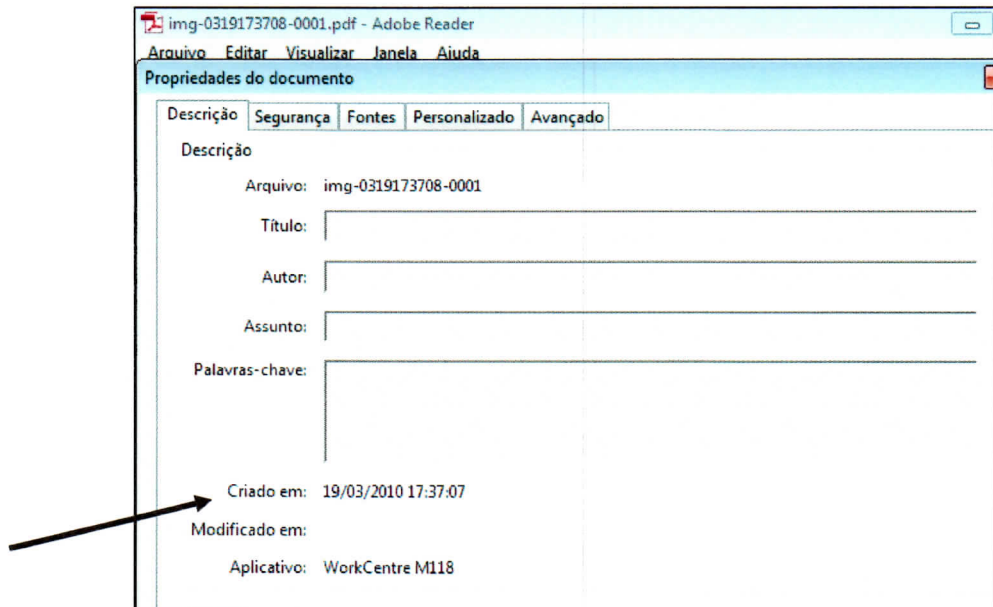 img-0319173708-0001.pdf - Adobe Reader
Arquivo Editar Visualizar Janela Ajuda
Propriedades do documento
Descrição Segurança Fontes Personalizado Avançado
Descrição
Arquivo: img-0319173708-0001
Título:
Autor:
Assunto:
Palavras-chave:
Criado em: 19/03/2010 17:37:07
Modificado em:
Aplicativo: WorkCentre M118